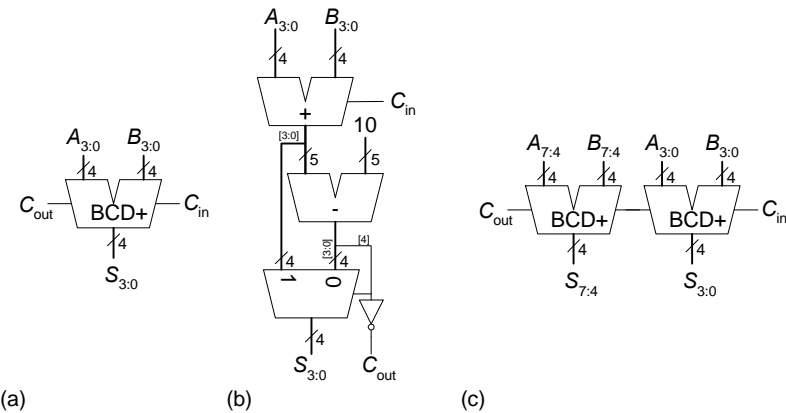 A3:0 B3:0
4 4
Cout BCD+ Cin
4
S3:0
(a)
A3:0 B3:0
4 4
+ Cin
[3:0] 10
5 5
-
[3:0] [4]
4 4
1 0
4
S3:0 Cout
(b)
A7:4 B7:4 A3:0 B3:0
4 4 4 4
Cout BCD+ BCD+ Cin
4 4
S7:4 S3:0
(c)